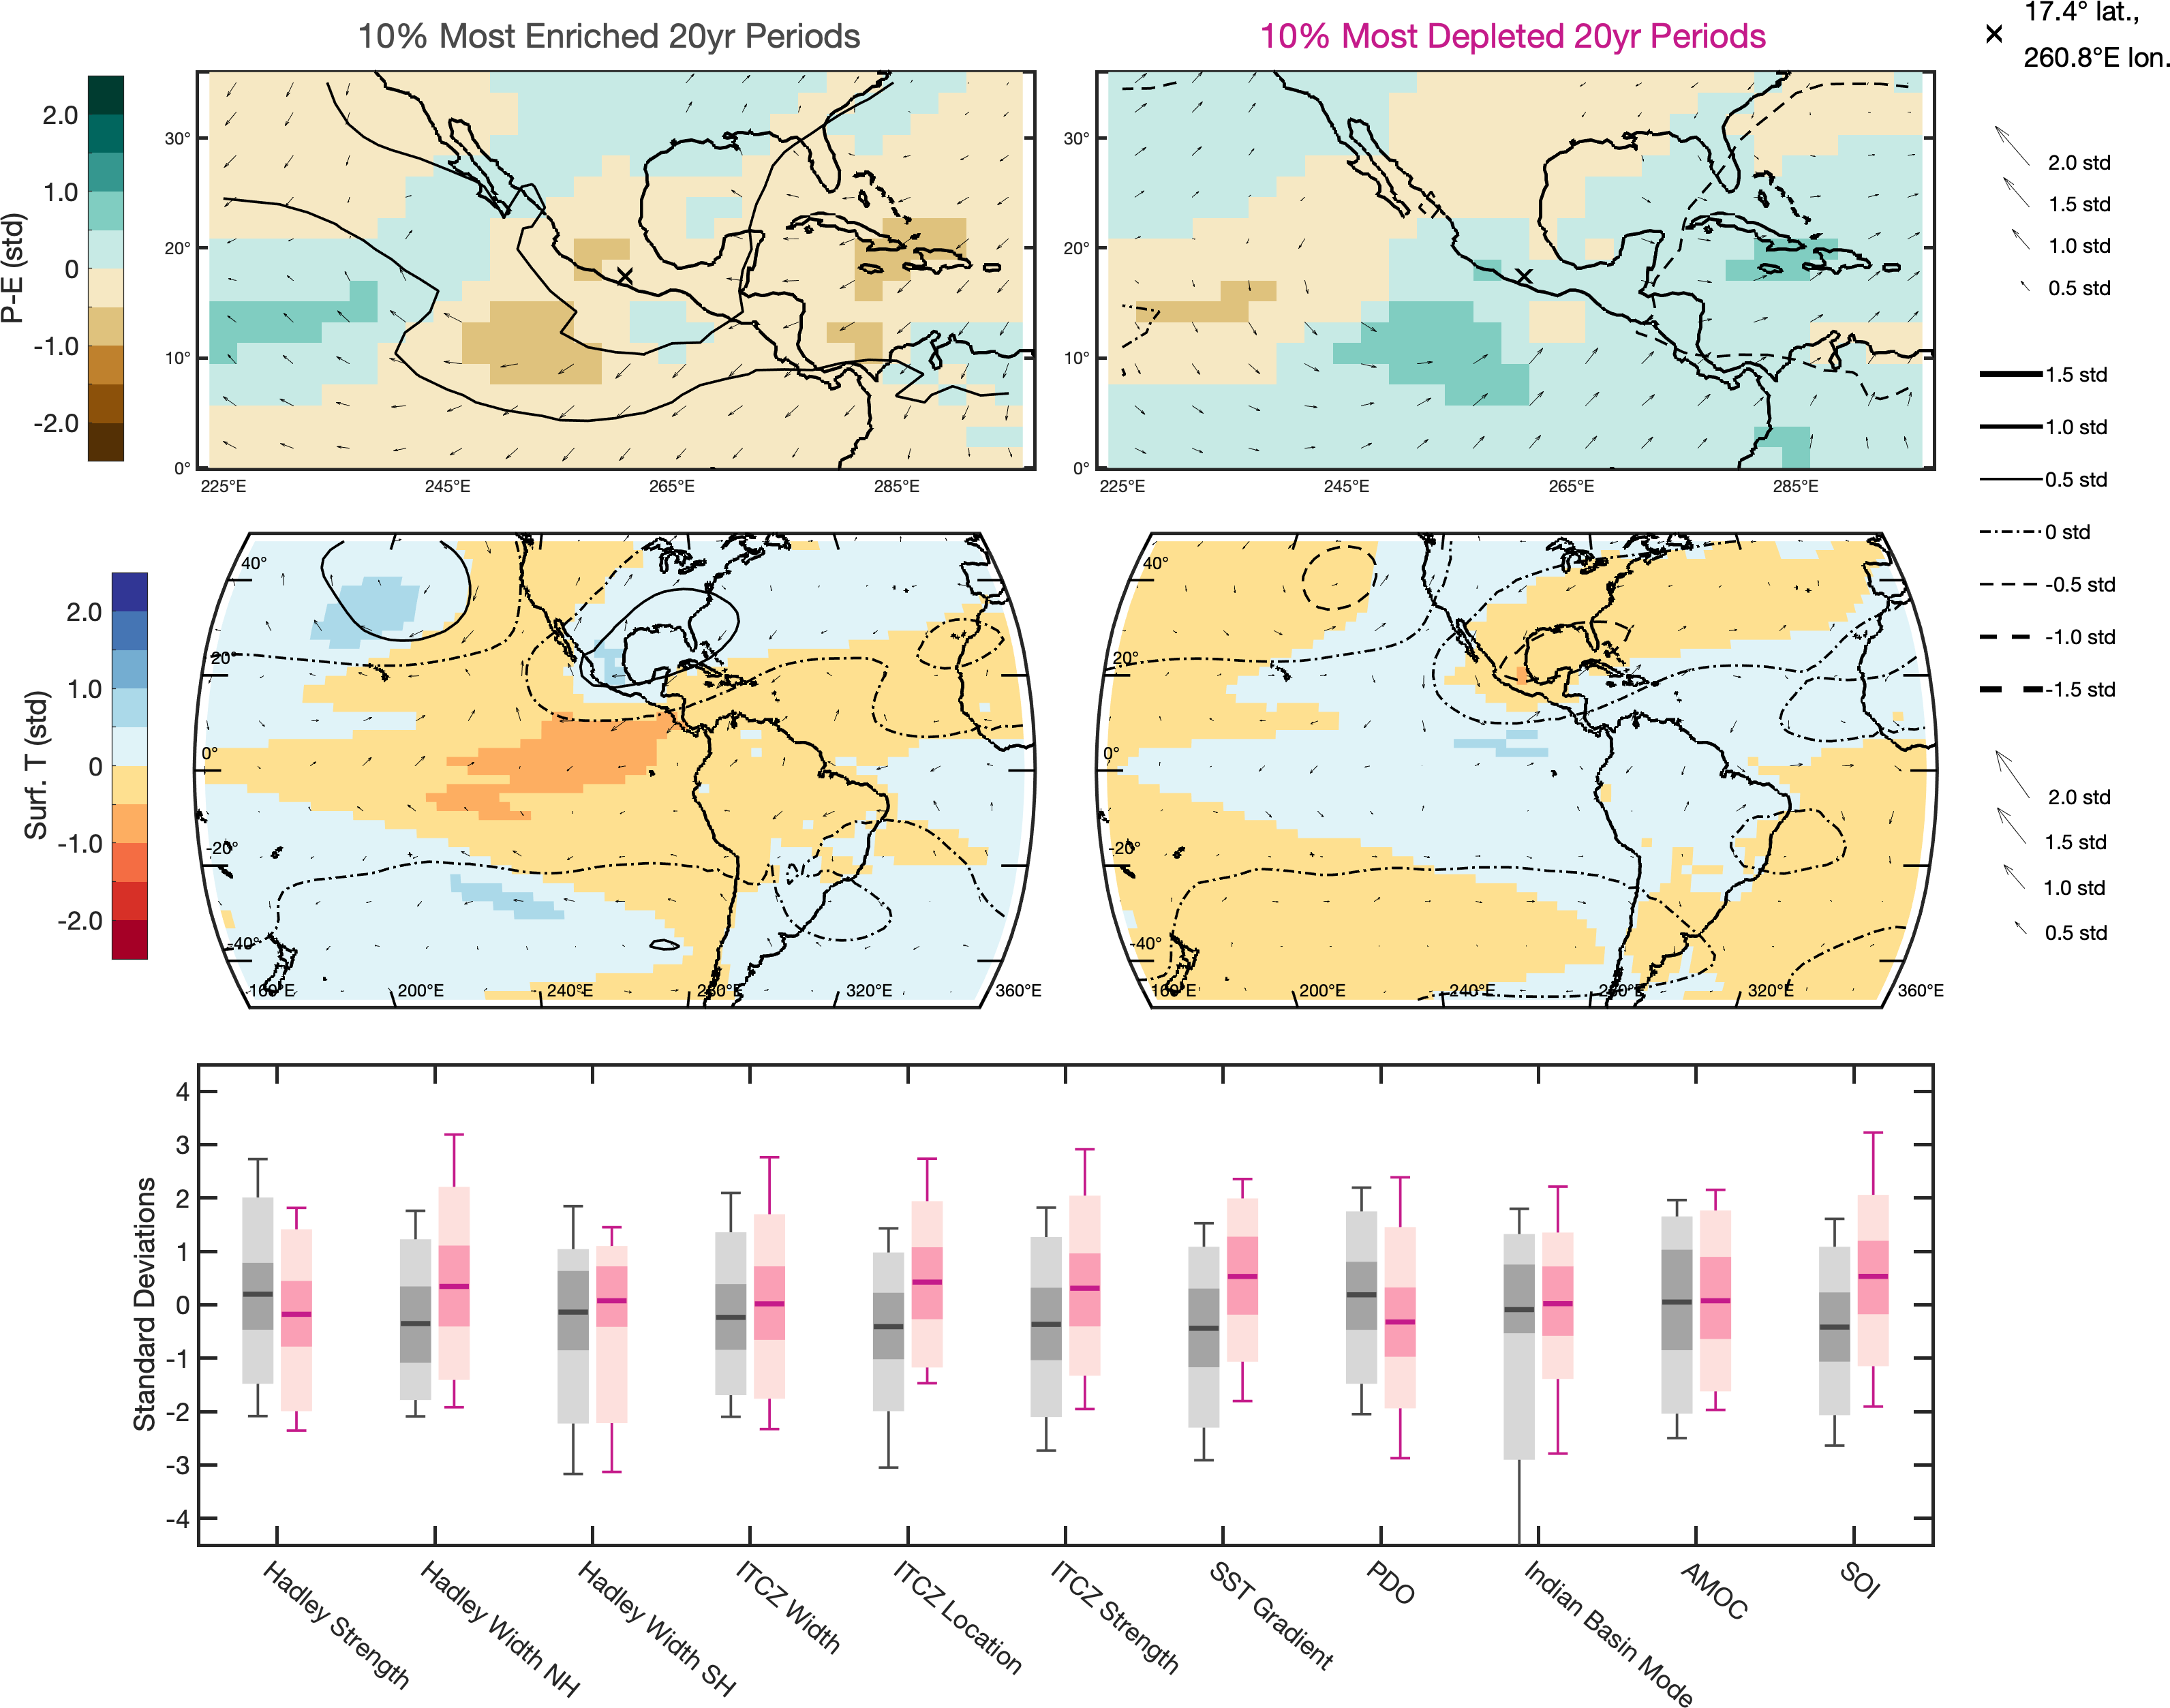 10% Most Enriched 20yr Periods
10% Most Depleted 20yr Periods
17.4° lat.,
260.8°E lon.
P-E (std)
2.0
1.0
0
-1.0
-2.0
30°
20°
10°
0°
225°E 245°E 265°E 285°E
30°
20°
10°
0°
225°E 245°E 265°E 285°E
2.0 std
1.5 std
1.0 std
0.5 std
1.5 std
1.0 std
0.5 std
0 std
-0.5 std
-1.0 std
-1.5 std
Surf. T (std)
2.0
1.0
0
-1.0
-2.0
40°
20°
0°
-20°
-40°
160°E 200°E 240°E 280°E 320°E 360°E
40°
20°
0°
-20°
-40°
160°E 200°E 240°E 280°E 320°E 360°E
2.0 std
1.5 std
1.0 std
0.5 std
Standard Deviations
4
3
2
1
0
-1
-2
-3
-4
Hadley Strength
Hadley Width NH
Hadley Width SH
ITCZ Width
ITCZ Location
ITCZ Strength
SST Gradient
PDO
Indian Basin Mode
AMOC
SOI